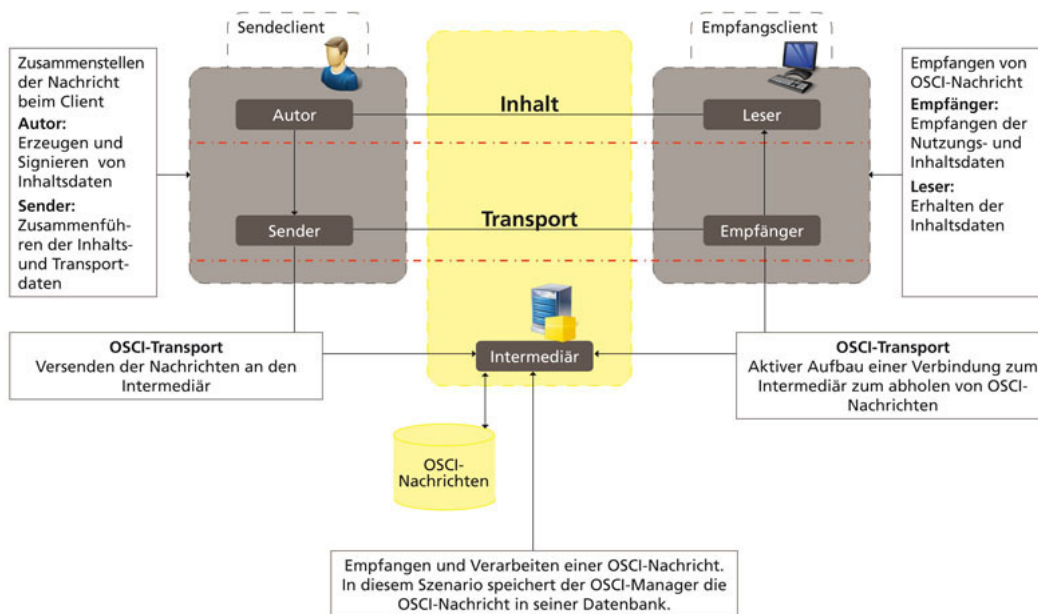 Sendeclient
Empfangsclient
Zusammenstellen
der Nachricht
beim Client
Autor:
Erzeugen und
Signieren von
Inhaltsdaten
Sender:
Zusammenfüh-
ren der Inhalts-
und Transport-
daten
Autor
Inhalt
Leser
Sender
Transport
Empfänger
Empfangen von
OSCI-Nachricht
Empfänger:
Empfangen der
Nutzungs- und
Inhaltsdaten
Leser:
Erhalten der
Inhaltsdaten
OSCI-Transport
Versenden der Nachrichten an den
Intermediär
Intermediär
OSCI-Transport
Aktiver Aufbau einer Verbindung zum
Intermediär zum abholen von OSCI-
Nachrichten
OSCI-
Nachrichten
Empfangen und Verarbeiten einer OSCI-Nachricht.
In diesem Szenario speichert der OSCI-Manager die
OSCI-Nachricht in seiner Datenbank.